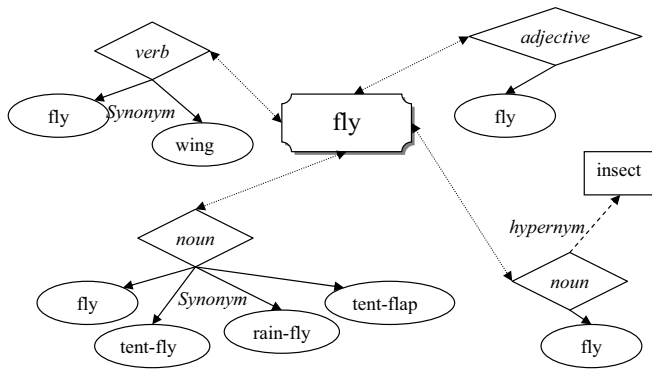 verb
adjective
fly
Synonym
wing
fly
fly
insect
hypernym
noun
noun
fly
Synonym
tent-flap
rain-fly
tent-fly
fly